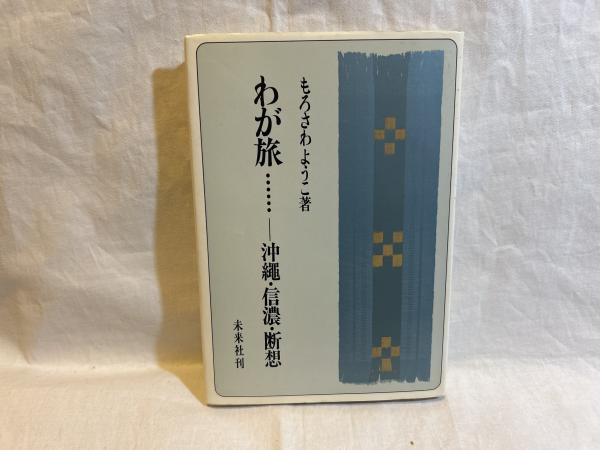 もろさわようこ著
わが旅……
―沖縄・信濃・断想
未来社刊